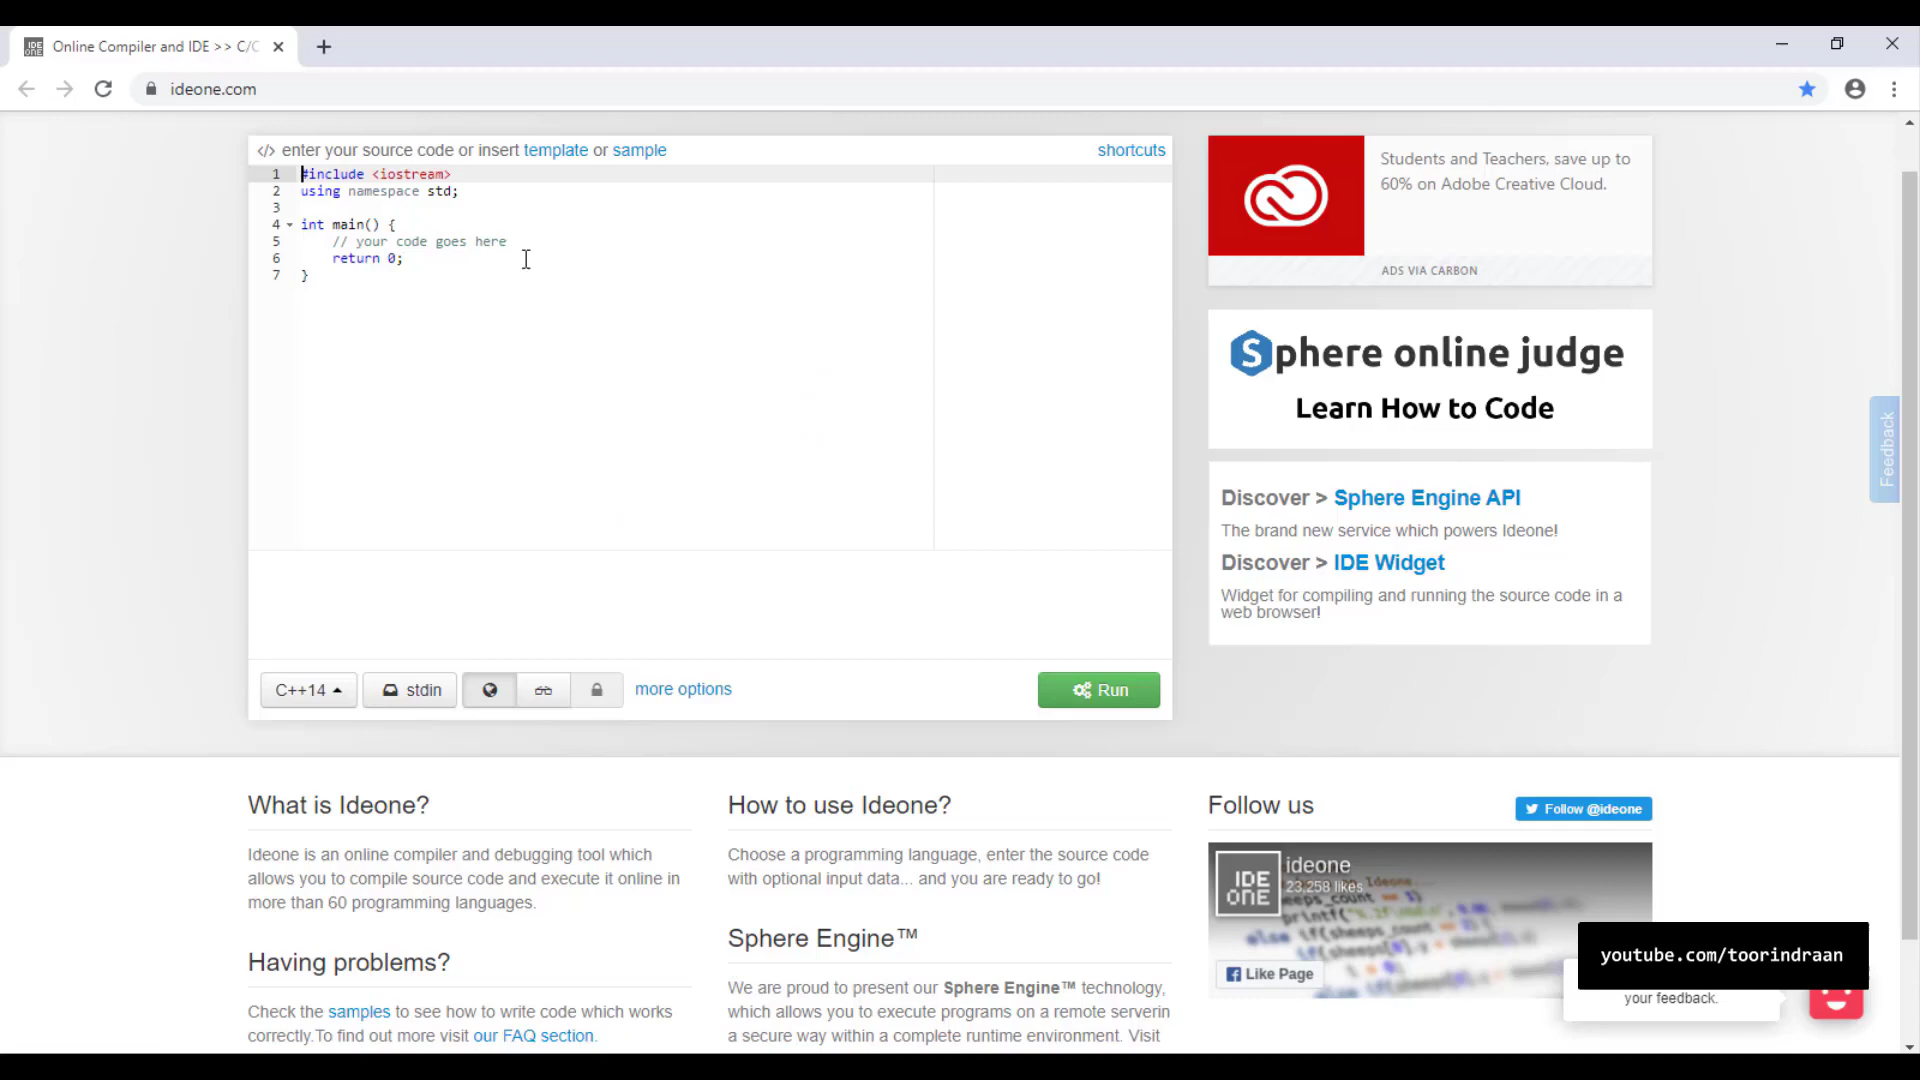 IDE
ONE
Online Compiler and IDE >> C/C
ideone.com
</> enter your source code or insert template or sample
shortcuts
1 #include <iostream>
2 using namespace std;
3
4 int main() {
5 // your code goes here
6 return 0;
7 }
C++14
stdin
more options
Run
Students and Teachers, save up to
60% on Adobe Creative Cloud.
ADS VIA CARBON
Sphere online judge
Learn How to Code
Discover > Sphere Engine API
The brand new service which powers Ideone!
Discover > IDE Widget
Widget for compiling and running the source code in a
web browser!
Feedback
What is Ideone?
Ideone is an online compiler and debugging tool which
allows you to compile source code and execute it online in
more than 60 programming languages.
Having problems?
Check the samples to see how to write code which works
correctly.To find out more visit our FAQ section.
How to use Ideone?
Choose a programming language, enter the source code
with optional input data... and you are ready to go!
Sphere Engine™
We are proud to present our Sphere Engine™ technology,
which allows you to execute programs on a remote serverin
a secure way within a complete runtime environment. Visit
Follow us
Follow @ideone
IDE
ONE
ideone
23,258 likes
Like Page
youtube.com/toorindraan
your feedback.